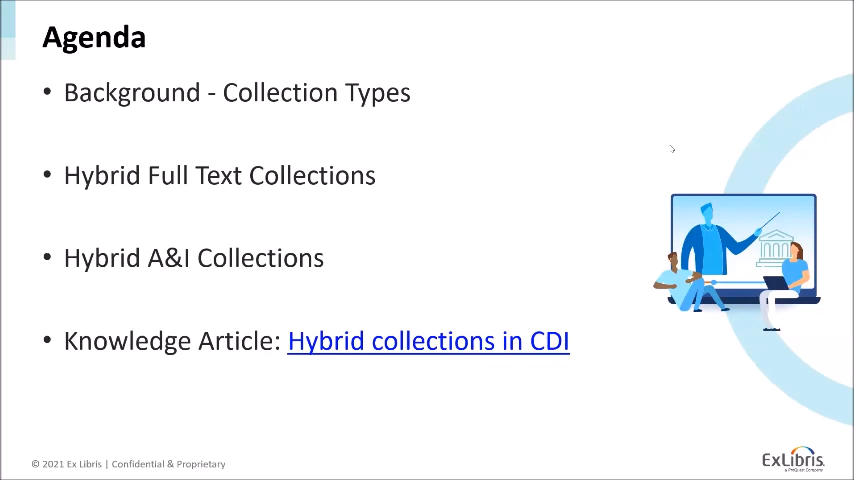 Agenda
• Background - Collection Types
• Hybrid Full Text Collections
• Hybrid A&I Collections
• Knowledge Article: Hybrid collections in CDI
© 2021 Ex Libris | Confidential & Proprietary
ExLibris
a ProQuest Company